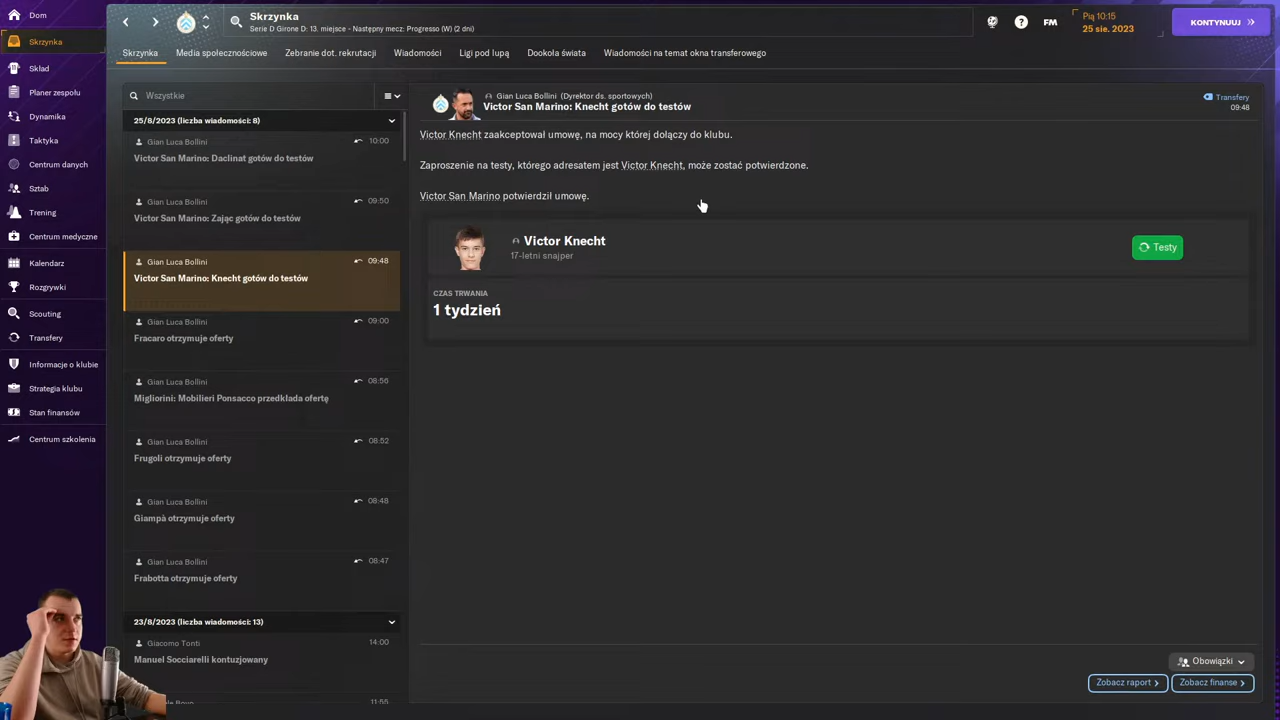 Dom
Skrzynka
Skład
Planer zespołu
Dynamika
Taktyka
Centrum danych
Sztab
Trening
Centrum medyczne
Kalendarz
Rozgrywki
Scouting
Transfery
Informacje o klubie
Strategia klubu
Stan finansów
Centrum szkolenia
Skrzynka
Serie D Girone D: 13. miejsce - Następny mecz: Progresso (W) (2 dni)
FM
Pią 10:15
25 sie. 2023
KONTYNUUJ
Skrzynka
Media społecznościowe
Zebranie dot. rekrutacji
Wiadomości
Ligi pod lupą
Dookoła świata
Wiadomości na temat okna transferowego
Wszystkie
25/8/2023 (liczba wiadomości: 8)
Gian Luca Bollini 10:00
Victor San Marino: Daclinat gotów do testów
Gian Luca Bollini 09:50
Victor San Marino: Zając gotów do testów
Gian Luca Bollini 09:48
Victor San Marino: Knecht gotów do testów
Gian Luca Bollini 09:00
Fracaro otrzymuje oferty
Gian Luca Bollini 08:56
Migliorini: Mobilieri Ponsacco przedkłada ofertę
Gian Luca Bollini 08:52
Frugoli otrzymuje oferty
Gian Luca Bollini 08:48
Giampà otrzymuje oferty
Gian Luca Bollini 08:47
Frabotta otrzymuje oferty
23/8/2023 (liczba wiadomości: 13)
Giacomo Tonti 14:00
Manuel Socciarelli kontuzjowany
11:55
Gian Luca Bollini (Dyrektor ds. sportowych)
Victor San Marino: Knecht gotów do testów
Transfery
09:48
Victor Knecht zaakceptował umowę, na mocy której dołączy do klubu.
Zaproszenie na testy, którego adresatem jest Victor Knecht, może zostać potwierdzone.
Victor San Marino potwierdził umowę.
Victor Knecht
17-letni snajper
Testy
CZAS TRWANIA
1 tydzień
Obowiązki
Zobacz raport
Zobacz finanse